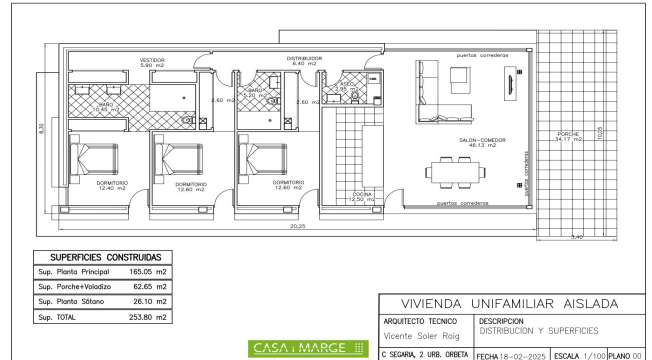 VESTIDOR
5.90 m2
DISTRIBUIDOR
6.40 m2
puertas correderas
BAÑO
10.45 m2
2.60 m2
BAÑO
5.20 m2
2.60 m2
ASEO
2.95 m2
8,30
SALON-COMEDOR
46.13 m2
PORCHE
34.17 m2
10,25
puertas correderas
DORMITORIO
12.40 m2
DORMITORIO
12.60 m2
DORMITORIO
12.60 m2
COCINA
12.50 m2
puertas correderas
20,25
3,40
SUPERFICIES CONSTRUIDAS
Sup. Planta Principal 165.05 m2
Sup. Porche+Voladizo 62.65 m2
Sup. Planta Sótano 26.10 m2
Sup. TOTAL 253.80 m2
CASA i MARGE
VIVIENDA UNIFAMILIAR AISLADA
ARQUITECTO TECNICO
Vicente Soler Roig
DESCRIPCION
DISTRIBUCION Y SUPERFICIES
C SEGARIA, 2 URB. ORBETA
FECHA 18-02-2025
ESCALA 1/100
PLANO 00